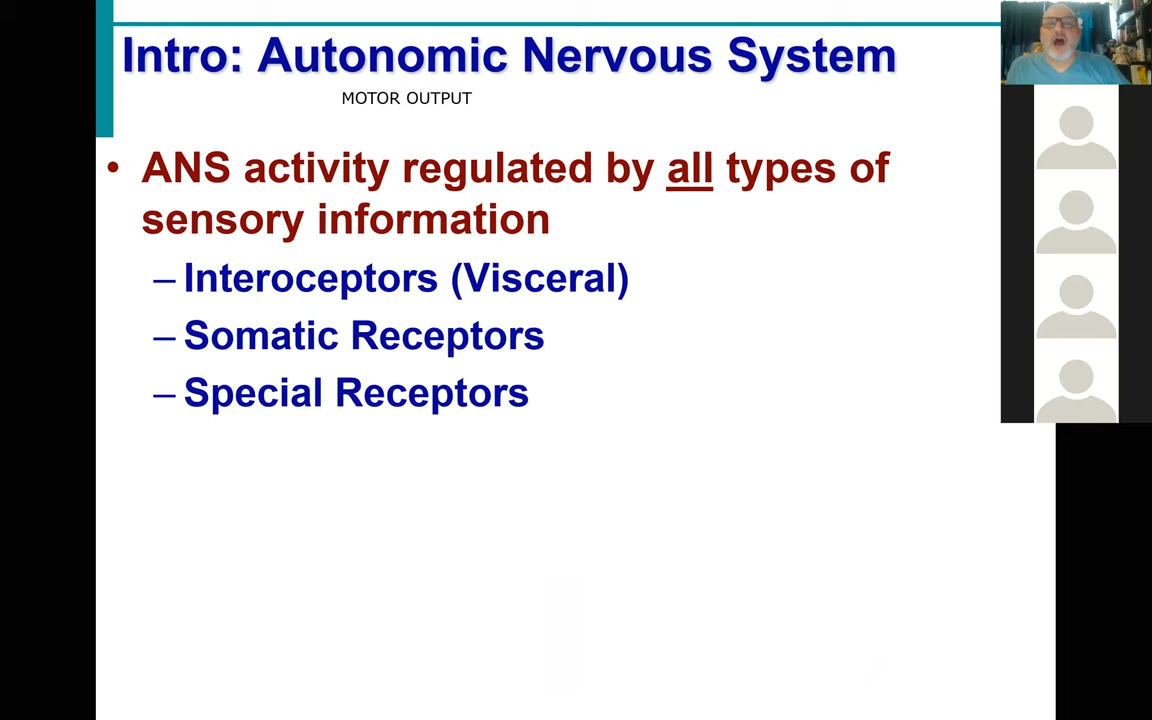 Intro: Autonomic Nervous System
MOTOR OUTPUT
• ANS activity regulated by all types of
sensory information
– Interoceptors (Visceral)
– Somatic Receptors
– Special Receptors